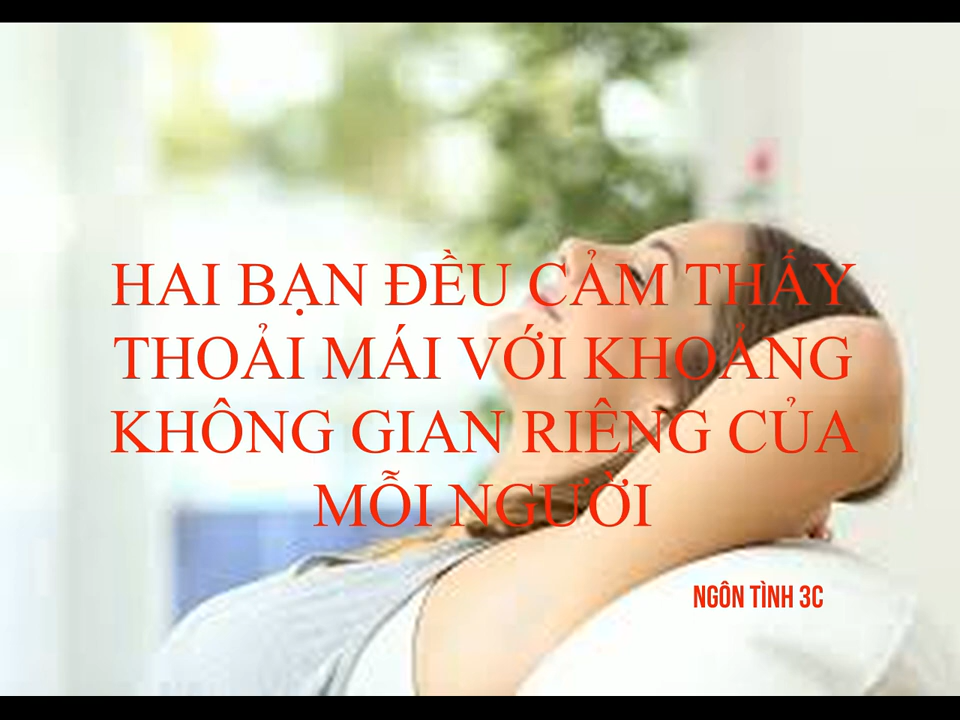 HAI BẠN ĐỀU CẢM THẤY
THOẢI MÁI VỚI KHOẢNG
KHÔNG GIAN RIÊNG CỦA
MỖI NGƯỜI
NGÔN TÌNH 3C